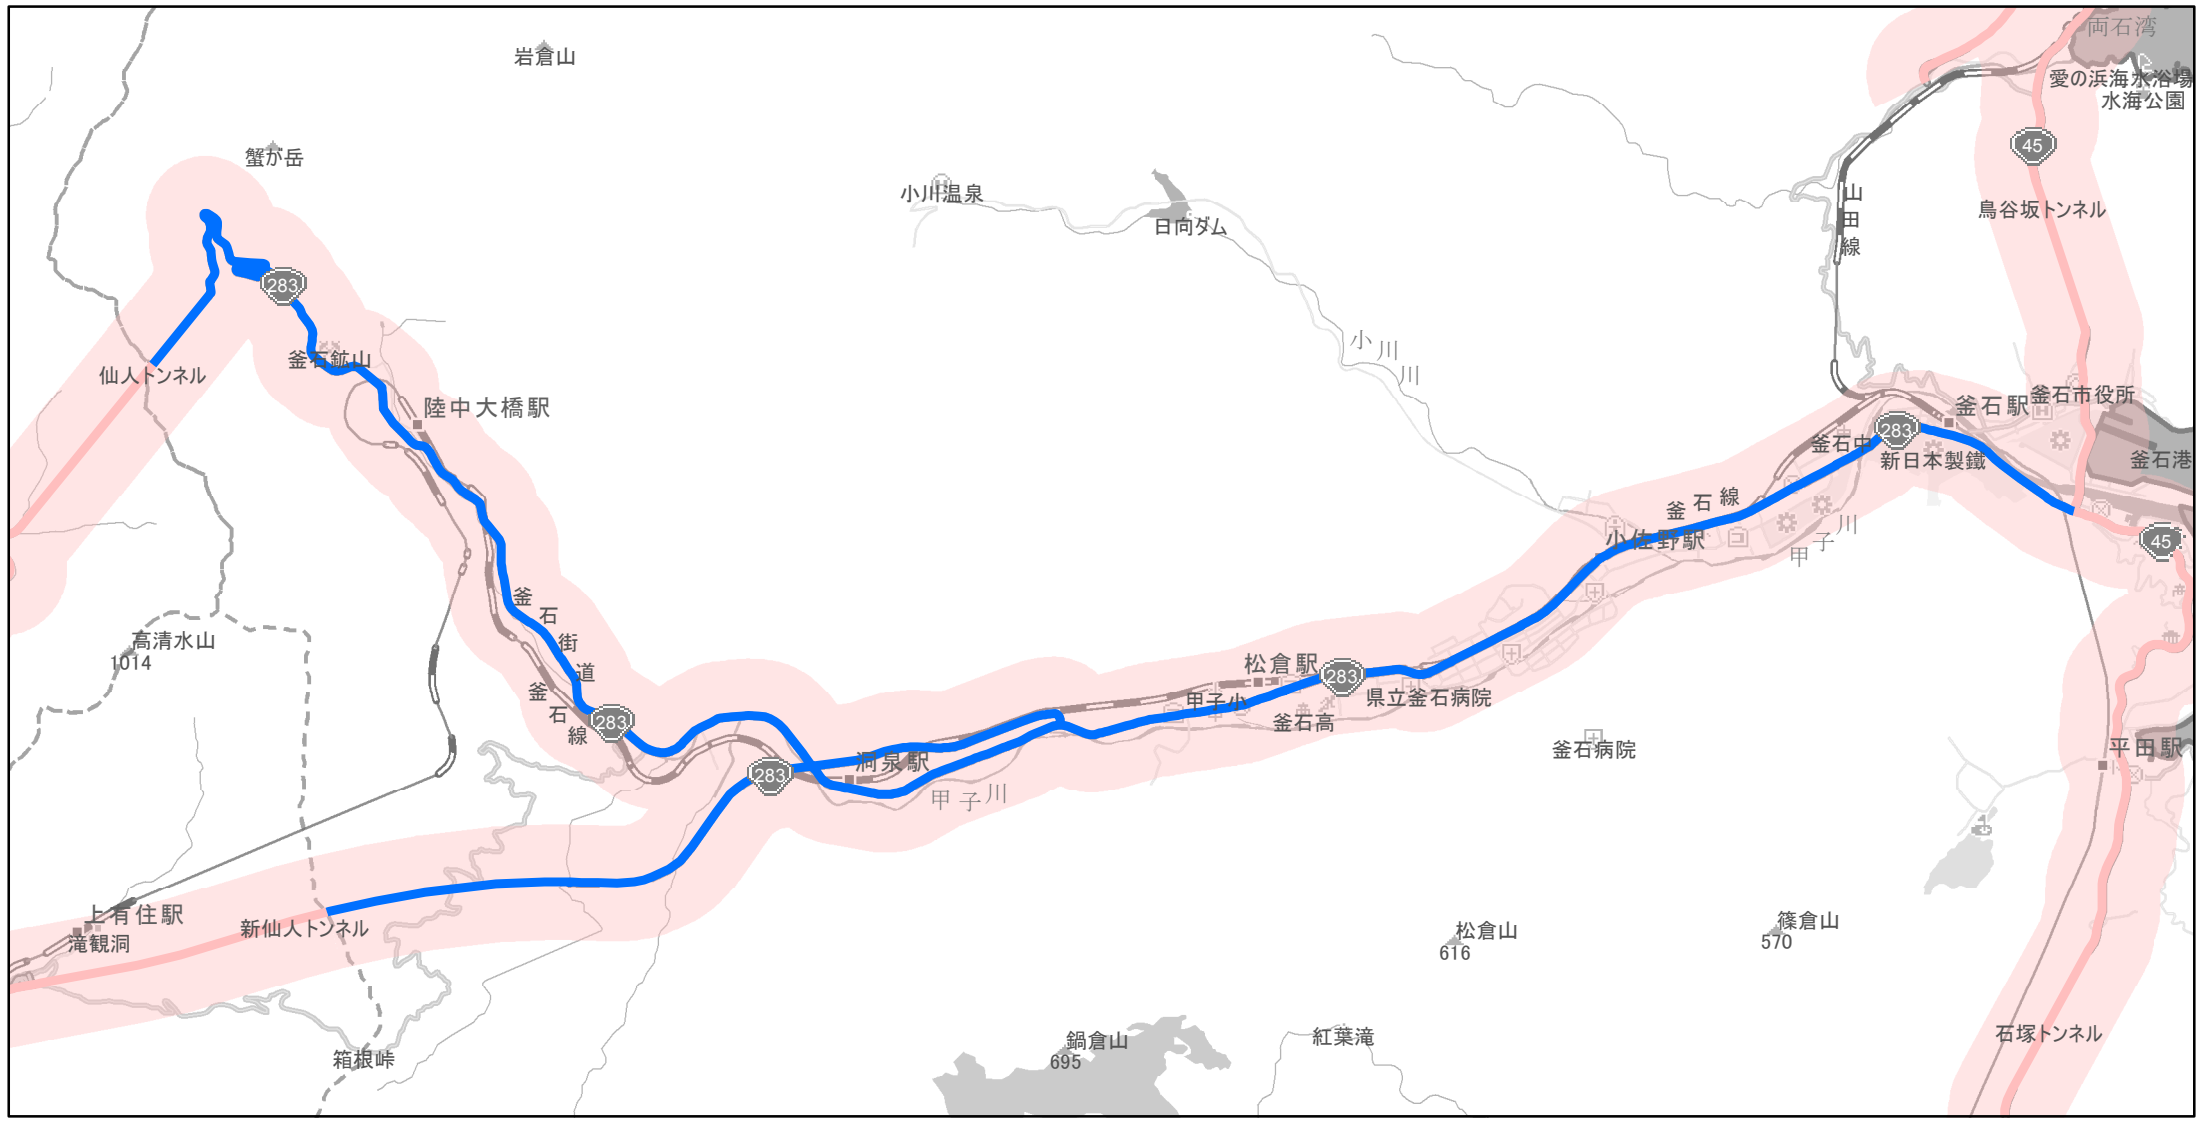 両石湾
岩倉山
愛の浜海水浴場
水海公園
45
蟹が岳
小川温泉
山田線
鳥谷坂トンネル
日向ダム
283
小川川
釜石鉱山
仙人トンネル
陸中大橋駅
釜石市役所
釜石駅
283
釜石中
新日本製鐵
釜石港
釜石線
甲子川
小佐野駅
45
釜石街道
高清水山
1014
釜石線
松倉駅
283
県立釜石病院
甲子小
釜石高
283
釜石病院
平田駅
洞泉駅
283
甲子川
上有住駅
滝観洞
新仙人トンネル
松倉山
616
篠倉山
570
石塚トンネル
鍋倉山
695
紅葉滝
箱根峠